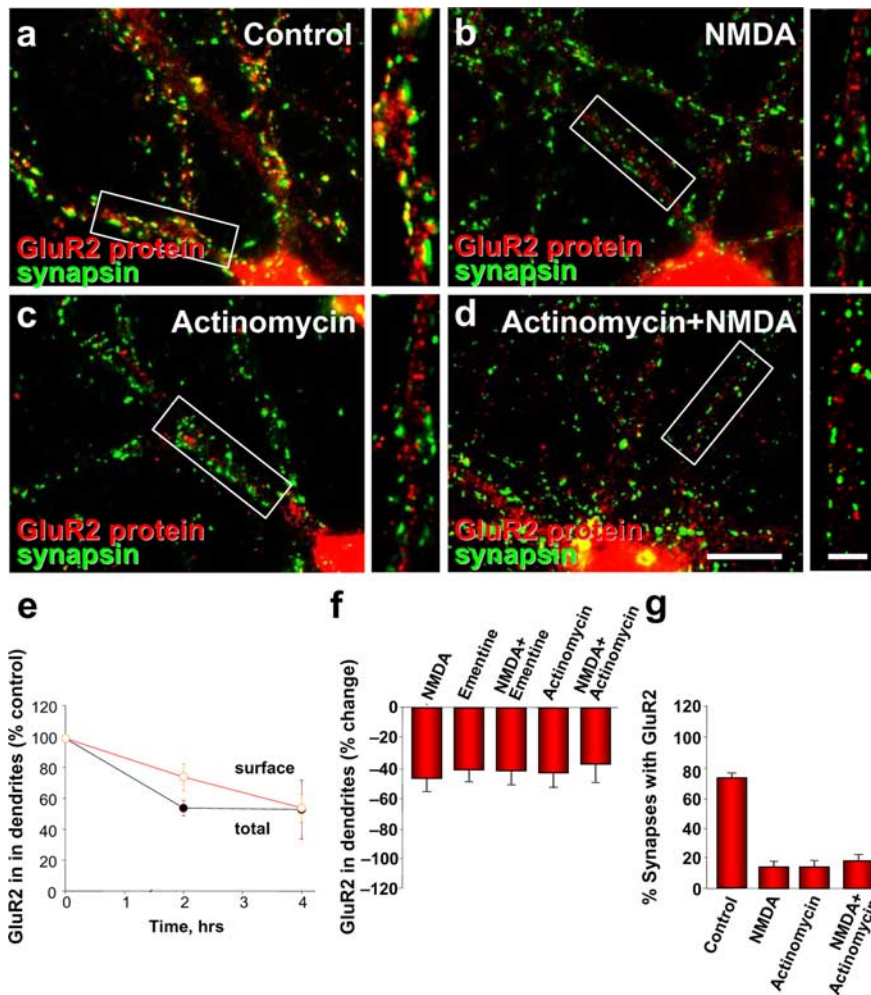 a
Control
GluR2 protein
synapsin
b
NMDA
GluR2 protein
synapsin
c
Actinomycin
GluR2 protein
synapsin
d
Actinomycin+NMDA
GluR2 protein
synapsin
e
GluR2 in in dendrites (% control)
120
100
80
60
40
20
0
surface
total
0
1
2
3
4
Time, hrs
f
NMDA
Ementine
NMDA+
Ementine
Actinomycin
NMDA+
Actinomycin
GluR2 in dendrites (% change)
0
–20
–40
–60
–80
–100
–120
g
% Synapses with GluR2
120
100
80
60
40
20
0
Control
NMDA
Actinomycin
NMDA+
Actinomycin